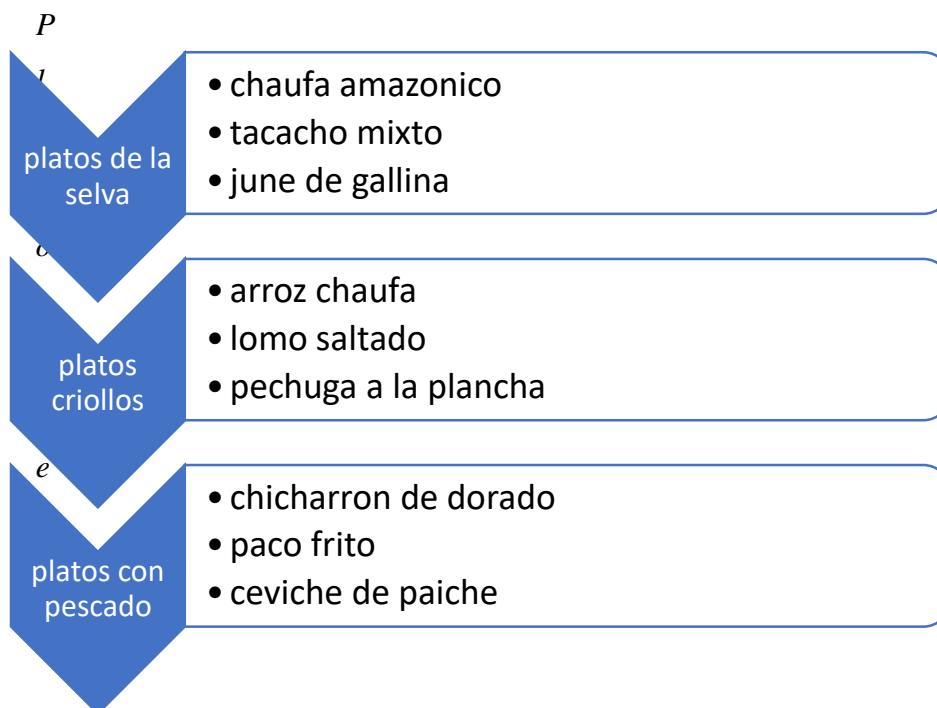 P
l
platos de la
selva
• chaufa amazonico
• tacacho mixto
• june de gallina
platos
criollos
• arroz chaufa
• lomo saltado
• pechuga a la plancha
e
platos con
pescado
• chicharron de dorado
• paco frito
• ceviche de paiche